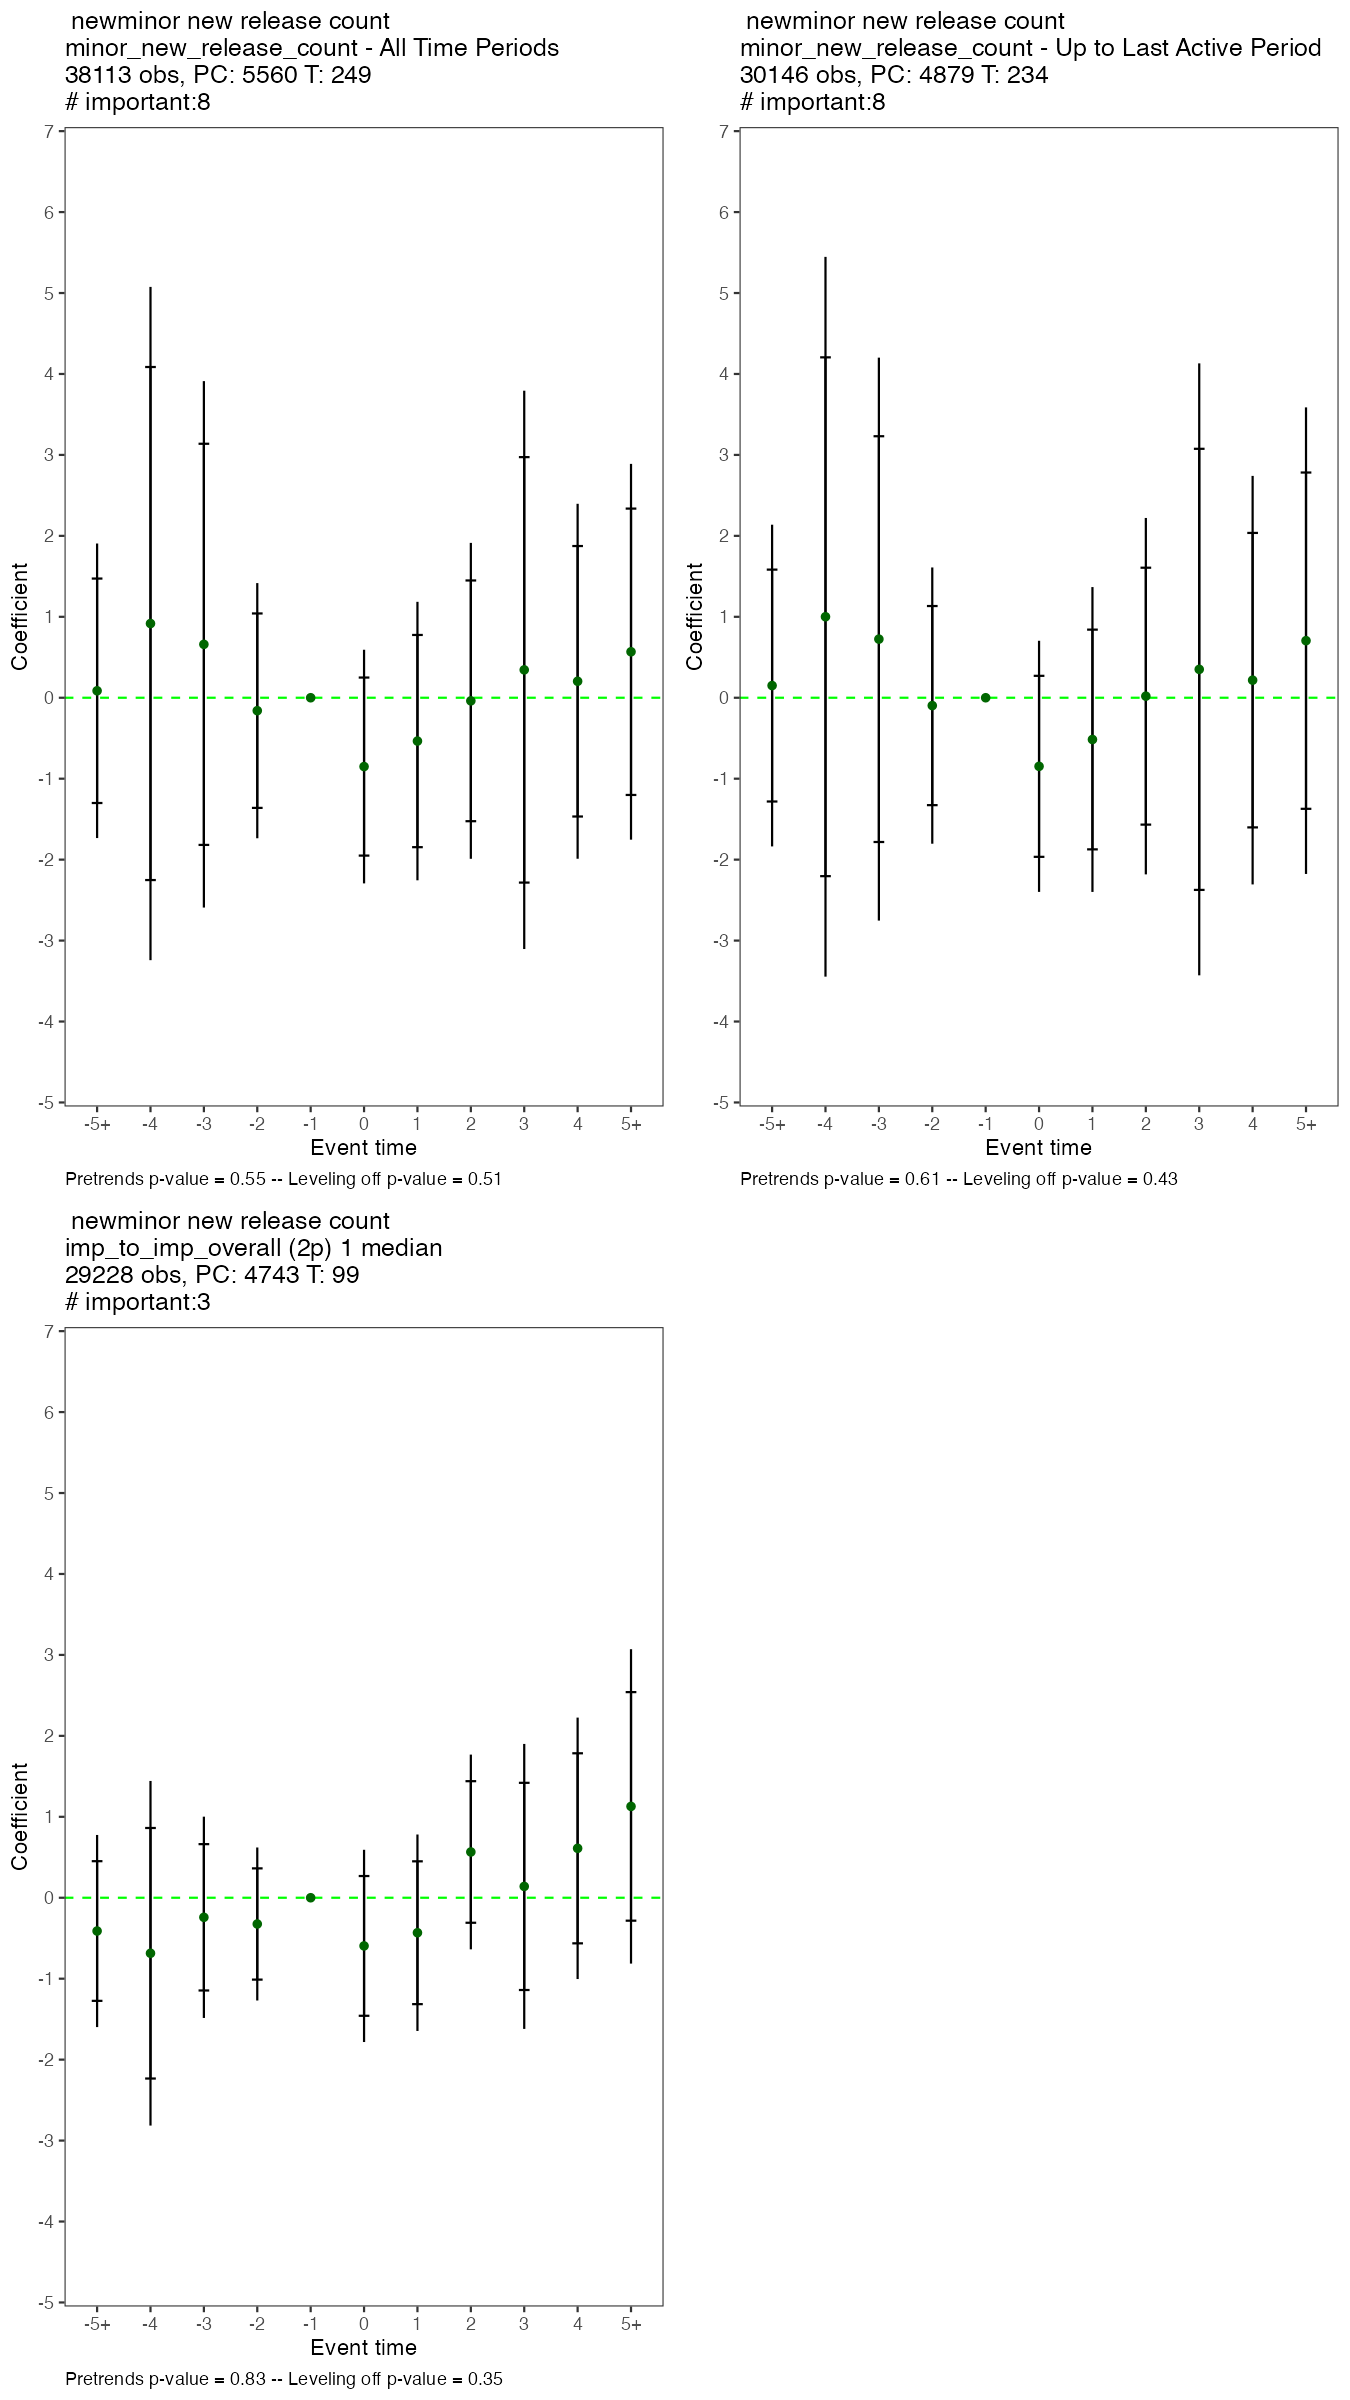 newminor new release count
minor_new_release_count - All Time Periods
38113 obs, PC: 5560 T: 249
# important:8
7
6
5
4
3
2
1
0
-1
-2
-3
-4
-5
Coefficient
-5+ -4 -3 -2 -1 0 1 2 3 4 5+
Event time
Pretrends p-value = 0.55 -- Leveling off p-value = 0.51
newminor new release count
minor_new_release_count - Up to Last Active Period
30146 obs, PC: 4879 T: 234
# important:8
7
6
5
4
3
2
1
0
-1
-2
-3
-4
-5
Coefficient
-5+ -4 -3 -2 -1 0 1 2 3 4 5+
Event time
Pretrends p-value = 0.61 -- Leveling off p-value = 0.43
newminor new release count
imp_to_imp_overall (2p) 1 median
29228 obs, PC: 4743 T: 99
# important:3
7
6
5
4
3
2
1
0
-1
-2
-3
-4
-5
Coefficient
-5+ -4 -3 -2 -1 0 1 2 3 4 5+
Event time
Pretrends p-value = 0.83 -- Leveling off p-value = 0.35